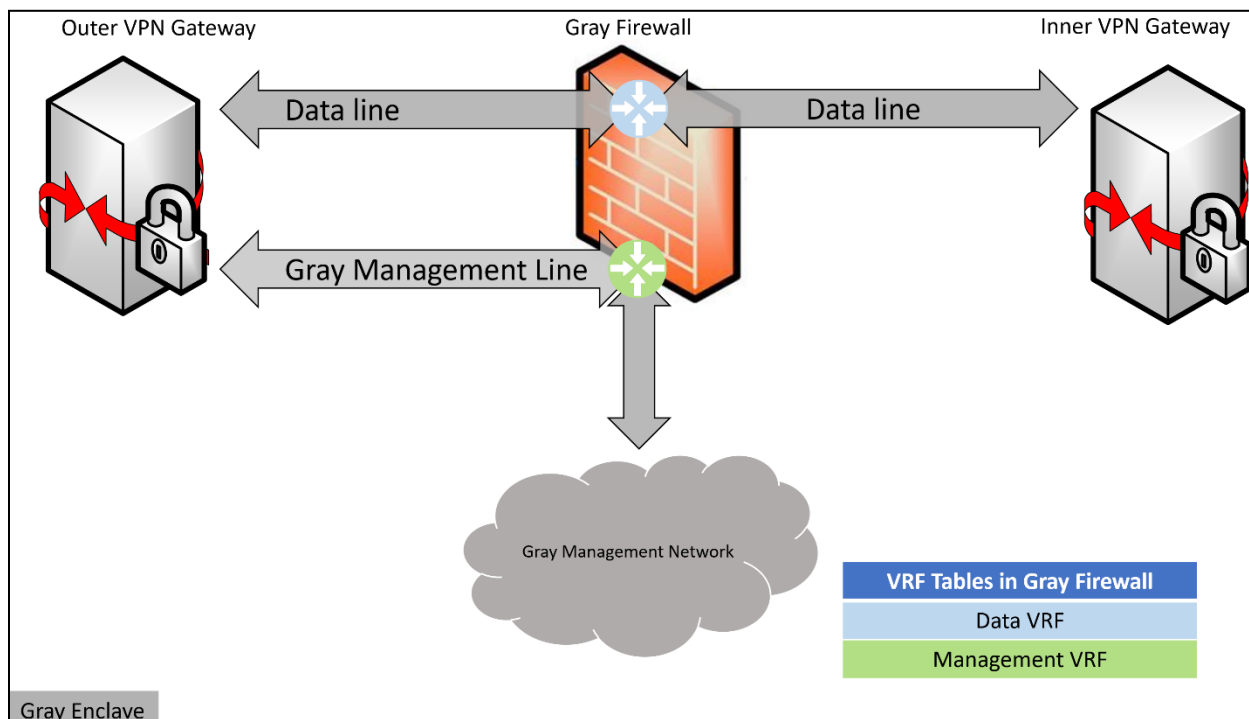 Outer VPN Gateway
Gray Firewall
Inner VPN Gateway
Data line
Data line
Gray Management Line
Gray Management Network
VRF Tables in Gray Firewall
Data VRF
Management VRF
Gray Enclave